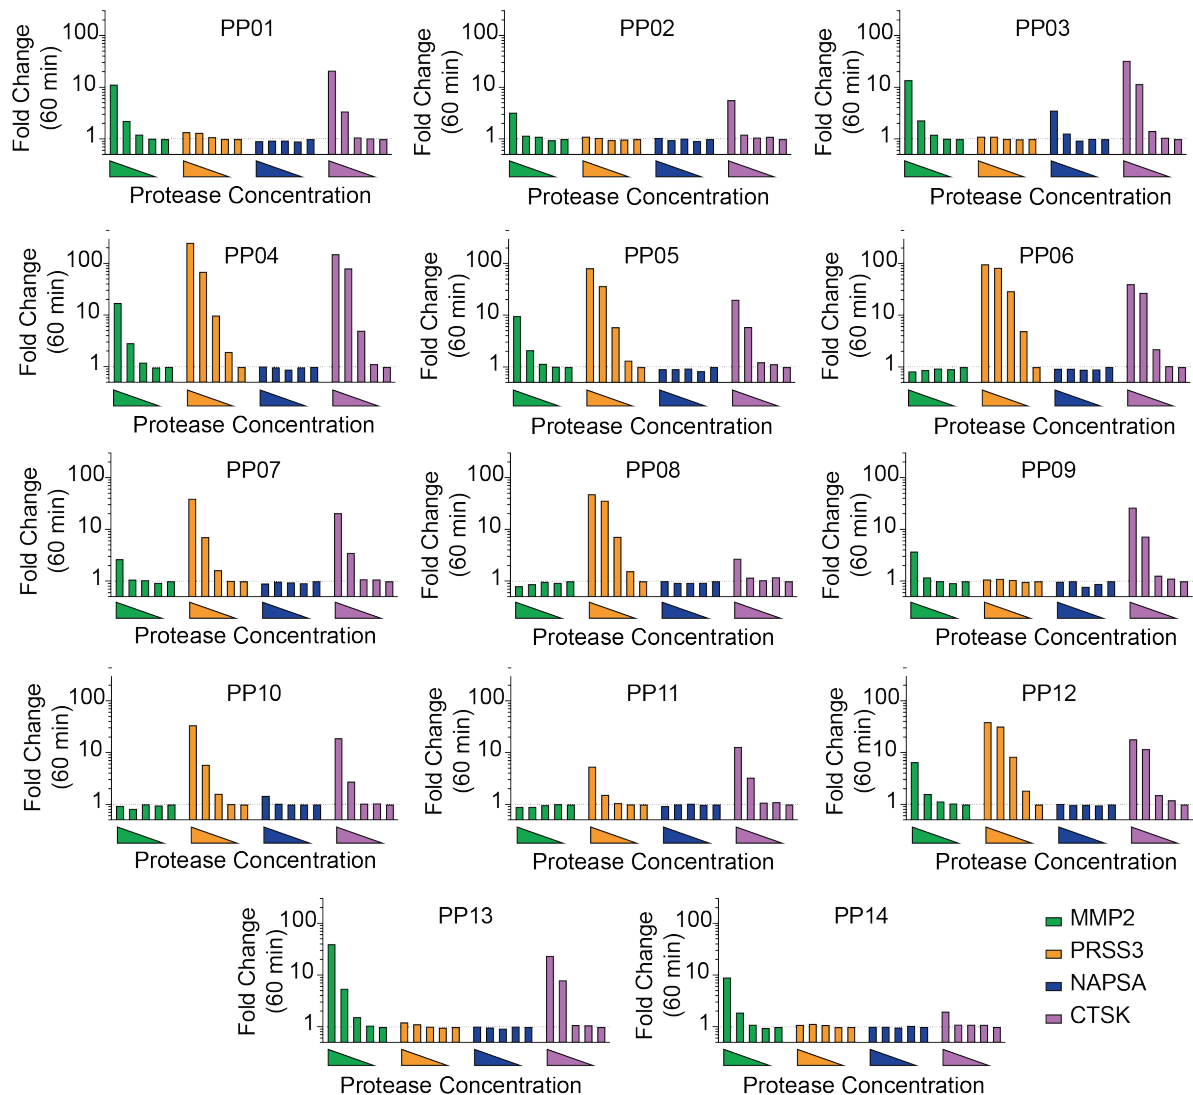 PP01
Fold Change
(60 min)
100
10
1
Protease Concentration
PP02
Fold Change
(60 min)
100
10
1
Protease Concentration
PP03
Fold Change
(60 min)
100
10
1
Protease Concentration
PP04
Fold Change
(60 min)
100
10
1
Protease Concentration
PP05
Fold Change
(60 min)
100
10
1
Protease Concentration
PP06
Fold Change
(60 min)
100
10
1
Protease Concentration
PP07
Fold Change
(60 min)
100
10
1
Protease Concentration
PP08
Fold Change
(60 min)
100
10
1
Protease Concentration
PP09
Fold Change
(60 min)
100
10
1
Protease Concentration
PP10
Fold Change
(60 min)
100
10
1
Protease Concentration
PP11
Fold Change
(60 min)
100
10
1
Protease Concentration
PP12
Fold Change
(60 min)
100
10
1
Protease Concentration
PP13
Fold Change
(60 min)
100
10
1
Protease Concentration
PP14
Fold Change
(60 min)
100
10
1
Protease Concentration
MMP2
PRSS3
NAPSA
CTSK